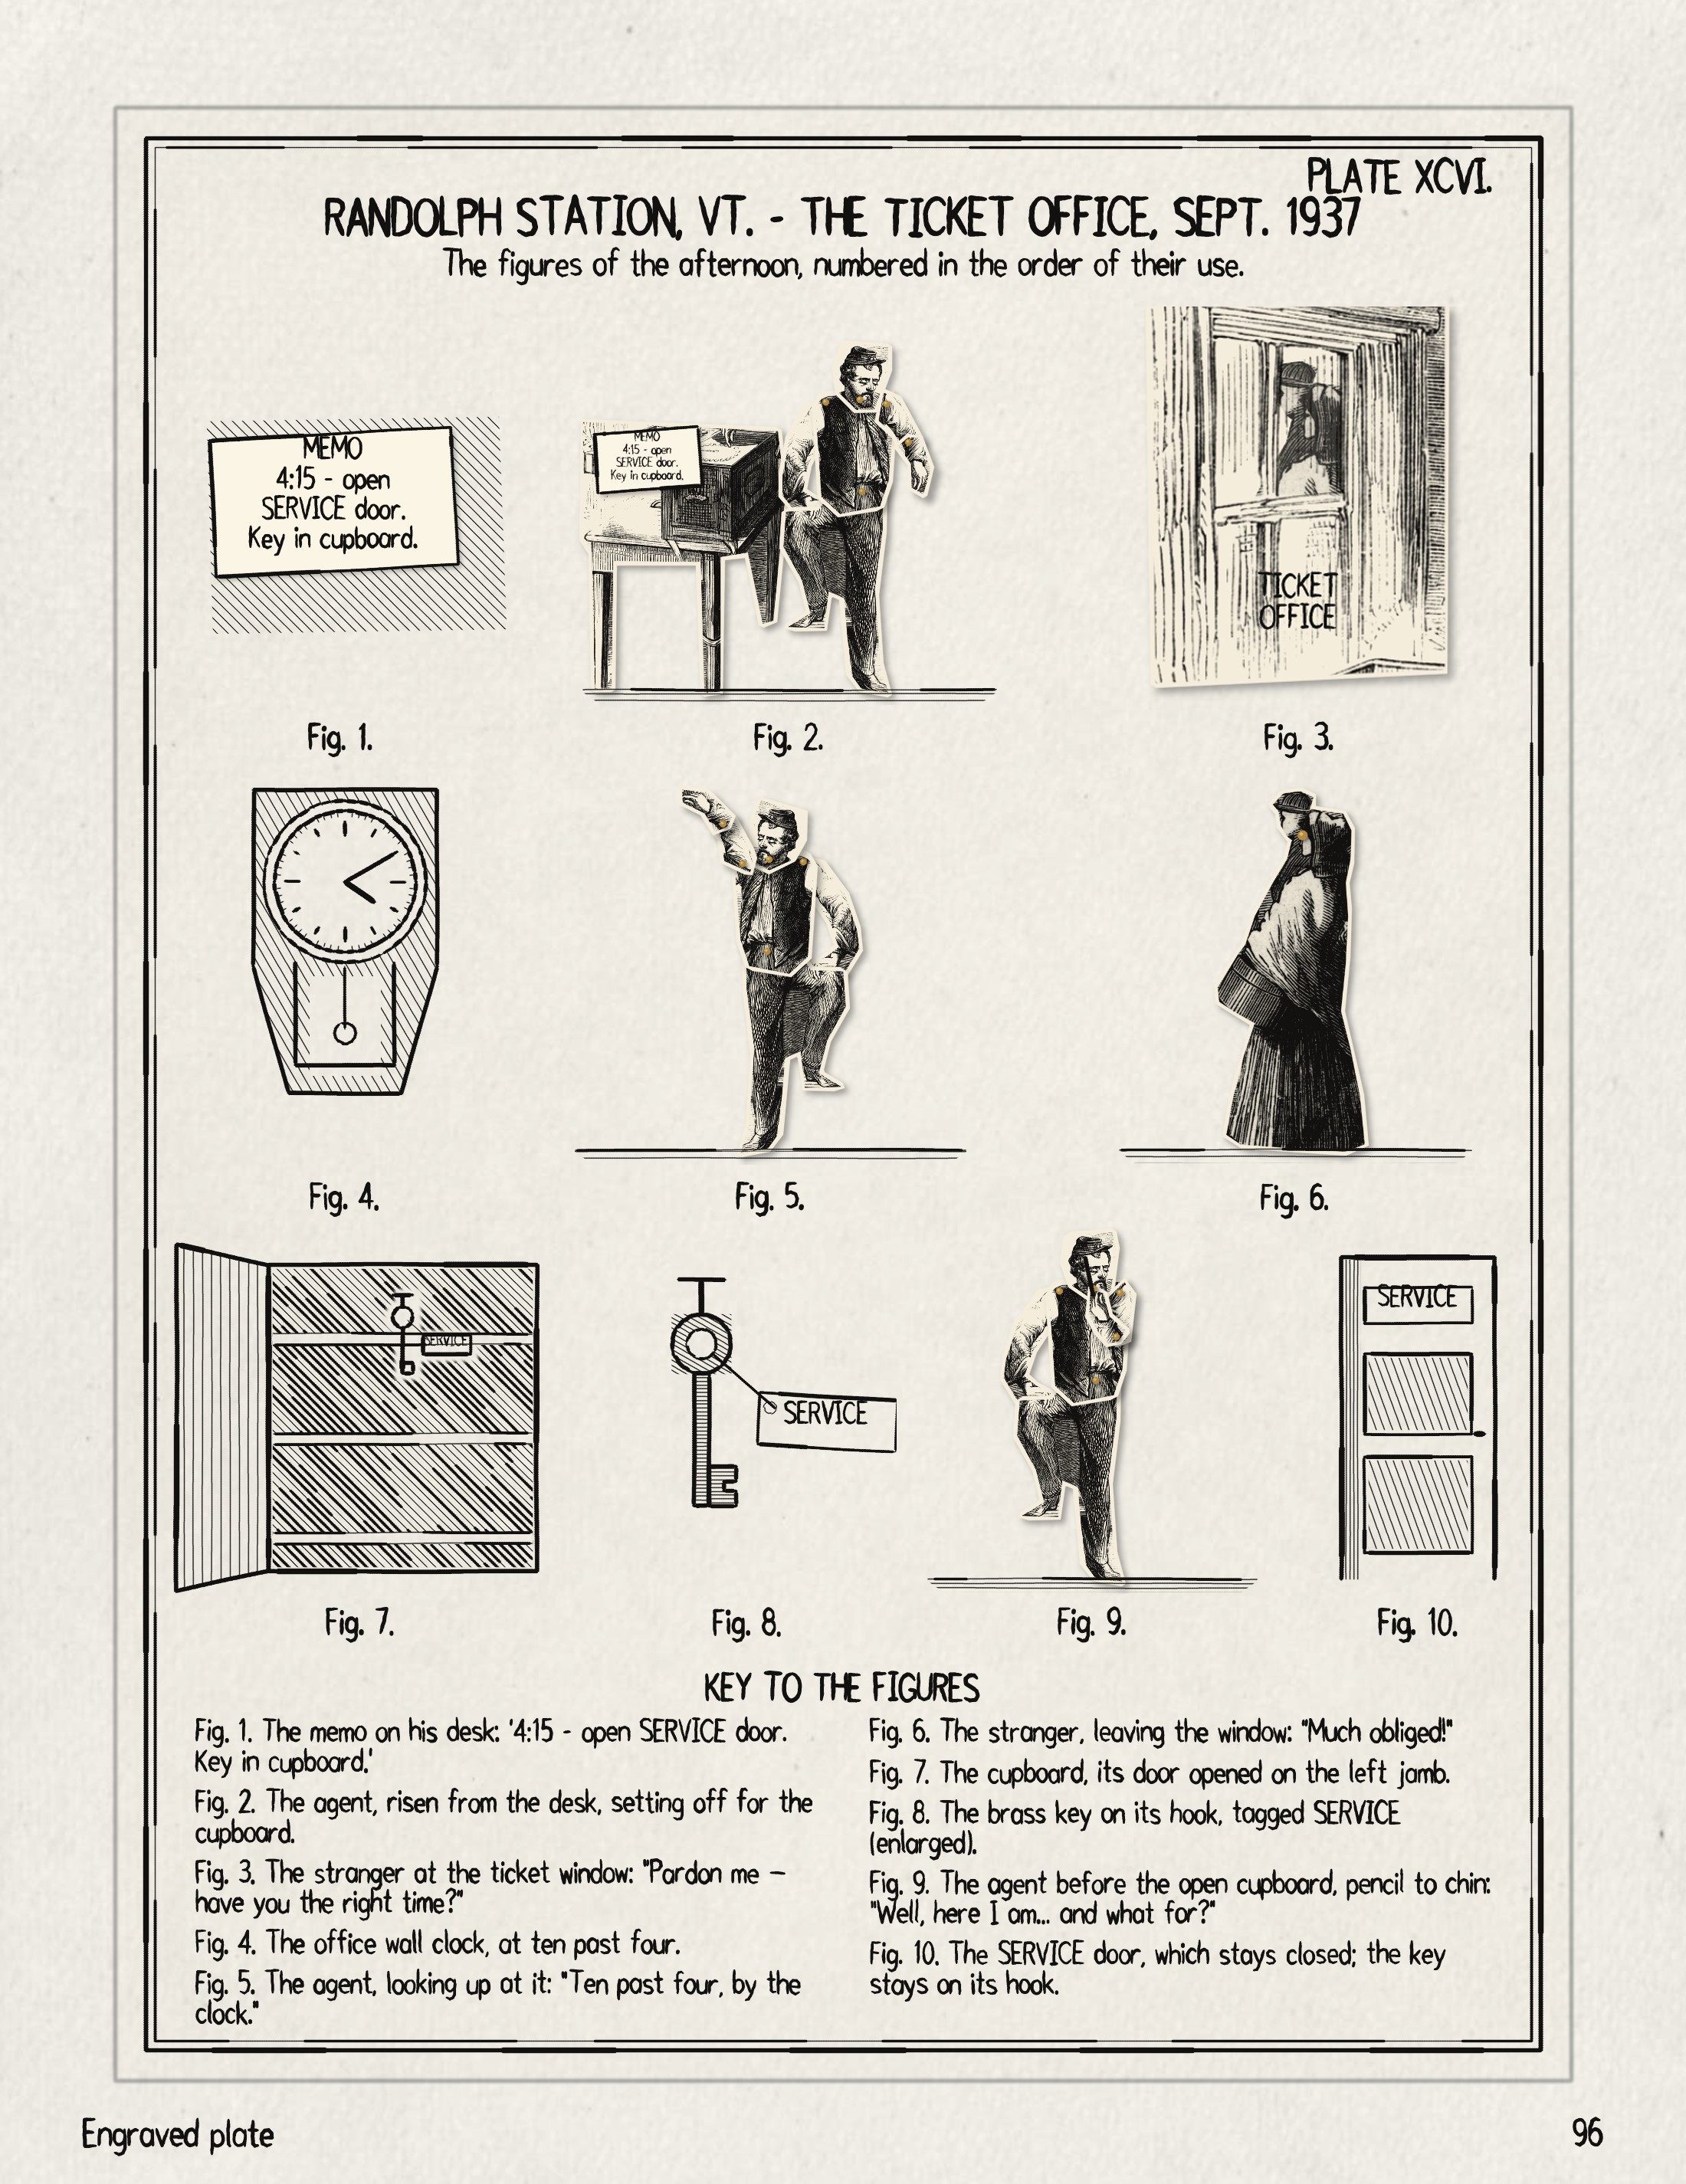 PLATE XCVI.
RANDOLPH STATION, VT. - THE TICKET OFFICE, SEPT. 1937
The figures of the afternoon, numbered in the order of their use.
MEMO
4:15 - open
SERVICE door.
Key in cupboard.
MEMO
4:15 - open
SERVICE door.
Key in cupboard.
TICKET
OFFICE
Fig. 1.
Fig. 2.
Fig. 3.
Fig. 4.
Fig. 5.
Fig. 6.
SERVICE
SERVICE
SERVICE
Fig. 7.
Fig. 8.
Fig. 9.
Fig. 10.
KEY TO THE FIGURES
Fig. 1. The memo on his desk: '4:15 - open SERVICE door.
Key in cupboard.'
Fig. 2. The agent, risen from the desk, setting off for the
cupboard.
Fig. 3. The stranger at the ticket window: "Pardon me —
have you the right time?"
Fig. 4. The office wall clock, at ten past four.
Fig. 5. The agent, looking up at it: "Ten past four, by the
clock."
Fig. 6. The stranger, leaving the window: "Much obliged!"
Fig. 7. The cupboard, its door opened on the left jamb.
Fig. 8. The brass key on its hook, tagged SERVICE
(enlarged).
Fig. 9. The agent before the open cupboard, pencil to chin:
"Well, here I am... and what for?"
Fig. 10. The SERVICE door, which stays closed; the key
stays on its hook.
Engraved plate
96